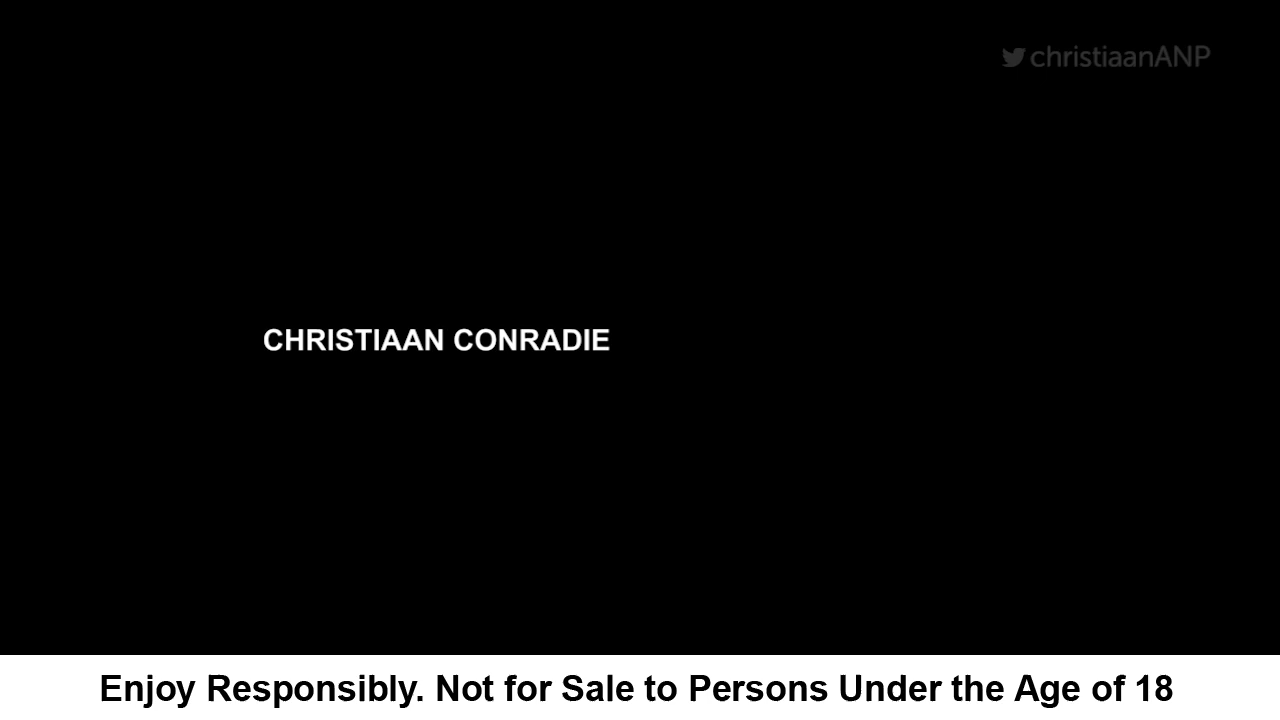 christiaanANP
CHRISTIAAN CONRADIE
Enjoy Responsibly. Not for Sale to Persons Under the Age of 18